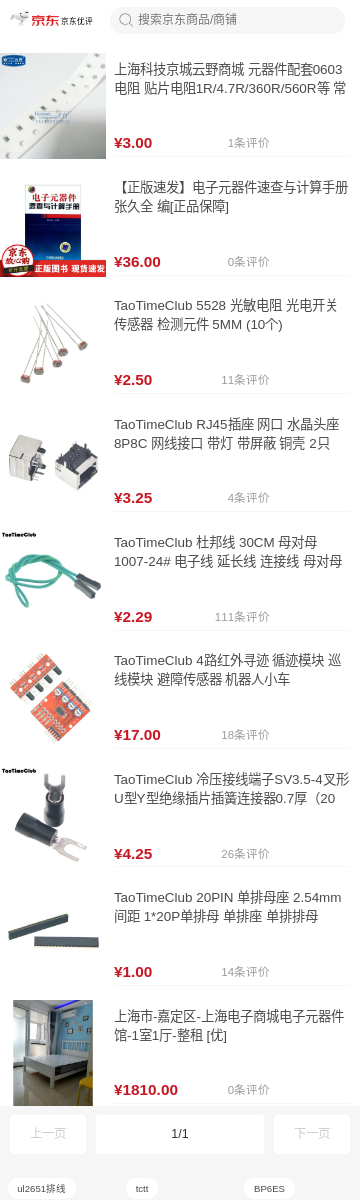 京东 京东优评
搜索京东商品/商铺
上海科技京城云野商城 元器件配套0603
电阻 贴片电阻1R/4.7R/360R/560R等 常
¥3.00 1条评价
电子元器件
速查与计算手册
京东
放心购
正版图书 现货速发
【正版速发】电子元器件速查与计算手册
张久全 编[正品保障]
¥36.00 0条评价
TaoTimeClub 5528 光敏电阻 光电开关
传感器 检测元件 5MM (10个)
¥2.50 11条评价
TaoTimeClub RJ45插座 网口 水晶头座
8P8C 网线接口 带灯 带屏蔽 铜壳 2只
¥3.25 4条评价
TaoTimeClub
TaoTimeClub 杜邦线 30CM 母对母
1007-24# 电子线 延长线 连接线 母对母
¥2.29 111条评价
TaoTimeClub 4路红外寻迹 循迹模块 巡
线模块 避障传感器 机器人小车
¥17.00 18条评价
TaoTimeClub
TaoTimeClub 冷压接线端子SV3.5-4叉形
U型Y型绝缘插片插簧连接器0.7厚（20
¥4.25 26条评价
TaoTimeClub 20PIN 单排母座 2.54mm
间距 1*20P单排母 单排座 单排排母
¥1.00 14条评价
上海市-嘉定区-上海电子商城电子元器件
馆-1室1厅-整租 [优]
¥1810.00 0条评价
上一页 1/1 下一页
ul2651排线 tctt BP6ES